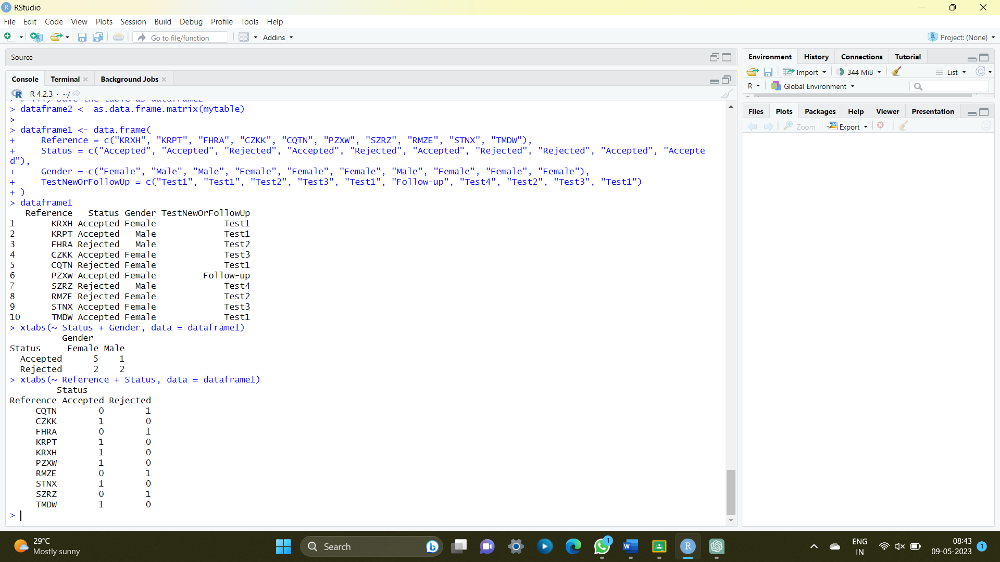 RStudio
File Edit Code View Plots Session Build Debug Profile Tools Help
Go to file/function Addins Project: (None)
Source
Console Terminal Background Jobs
R 4.2.3 · ~/
> dataframe2 <- as.data.frame.matrix(mytable)
>
> dataframe1 <- data.frame(
+     Reference = c("KRXH", "KRPT", "FHRA", "CZKK", "CQTN", "PZXW", "SZRZ", "RMZE", "STNX", "TMDW"),
+     Status = c("Accepted", "Accepted", "Rejected", "Accepted", "Rejected", "Accepted", "Rejected", "Rejected", "Accepted", "Accepte
d"),
+     Gender = c("Female", "Male", "Male", "Female", "Female", "Female", "Male", "Female", "Female", "Female"),
+     TestNewOrFollowUp = c("Test1", "Test1", "Test2", "Test3", "Test1", "Follow-up", "Test4", "Test2", "Test3", "Test1")
+ )
> dataframe1
   Reference   Status Gender TestNewOrFollowUp
1       KRXH Accepted Female             Test1
2       KRPT Accepted   Male             Test1
3       FHRA Rejected   Male             Test2
4       CZKK Accepted Female             Test3
5       CQTN Rejected Female             Test1
6       PZXW Accepted Female         Follow-up
7       SZRZ Rejected   Male             Test4
8       RMZE Rejected Female             Test2
9       STNX Accepted Female             Test3
10      TMDW Accepted Female             Test1
> xtabs(~ Status + Gender, data = dataframe1)
          Gender
Status     Female Male
  Accepted      5    1
  Rejected      2    2
> xtabs(~ Reference + Status, data = dataframe1)
         Status
Reference Accepted Rejected
     CQTN        0        1
     CZKK        1        0
     FHRA        0        1
     KRPT        1        0
     KRXH        1        0
     PZXW        1        0
     RMZE        0        1
     STNX        1        0
     SZRZ        0        1
     TMDW        1        0
>
Environment History Connections Tutorial
Import 344 MiB List
R Global Environment
Files Plots Packages Help Viewer Presentation
Zoom Export
29°C
Mostly sunny
Search
1
W
R
ENG
IN
08:43
09-05-2023
1